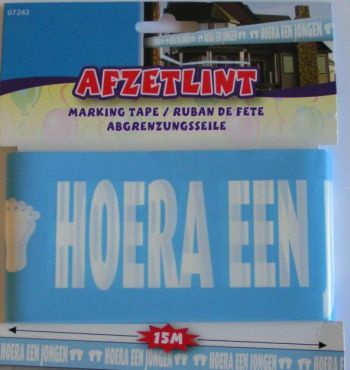 07242
HOERA EEN JONGEN
AFZETLINT
MARKING TAPE / RUBAN DE FETE
ABGRENZUNGSSEILE
HOERA EEN
15M
HOERA EEN JONGEN HOERA EEN JONGEN HOERA EEN JONGEN